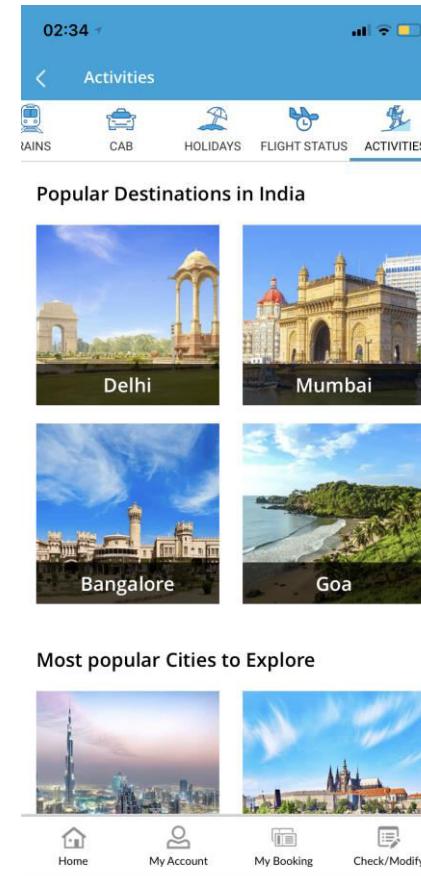 02:34
Activities
RAINS CAB HOLIDAYS FLIGHT STATUS ACTIVITIES
Popular Destinations in India
Delhi Mumbai
Bangalore Goa
Most popular Cities to Explore
Home My Account My Booking Check/Modify